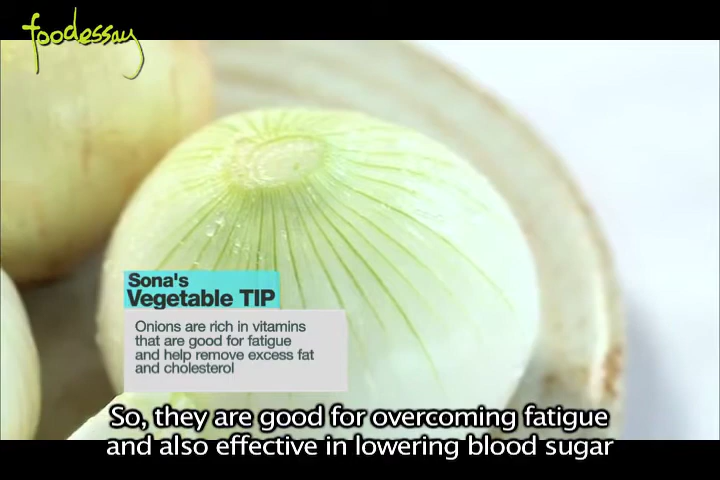 foodessay
Sona's
Vegetable TIP
Onions are rich in vitamins
that are good for fatigue
and help remove excess fat
and cholesterol
So, they are good for overcoming fatigue
and also effective in lowering blood sugar